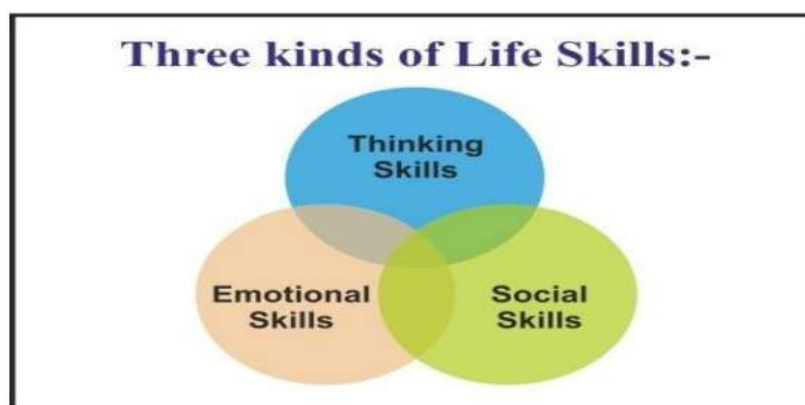 Three kinds of Life Skills:-
Thinking
Skills
Emotional
Skills
Social
Skills